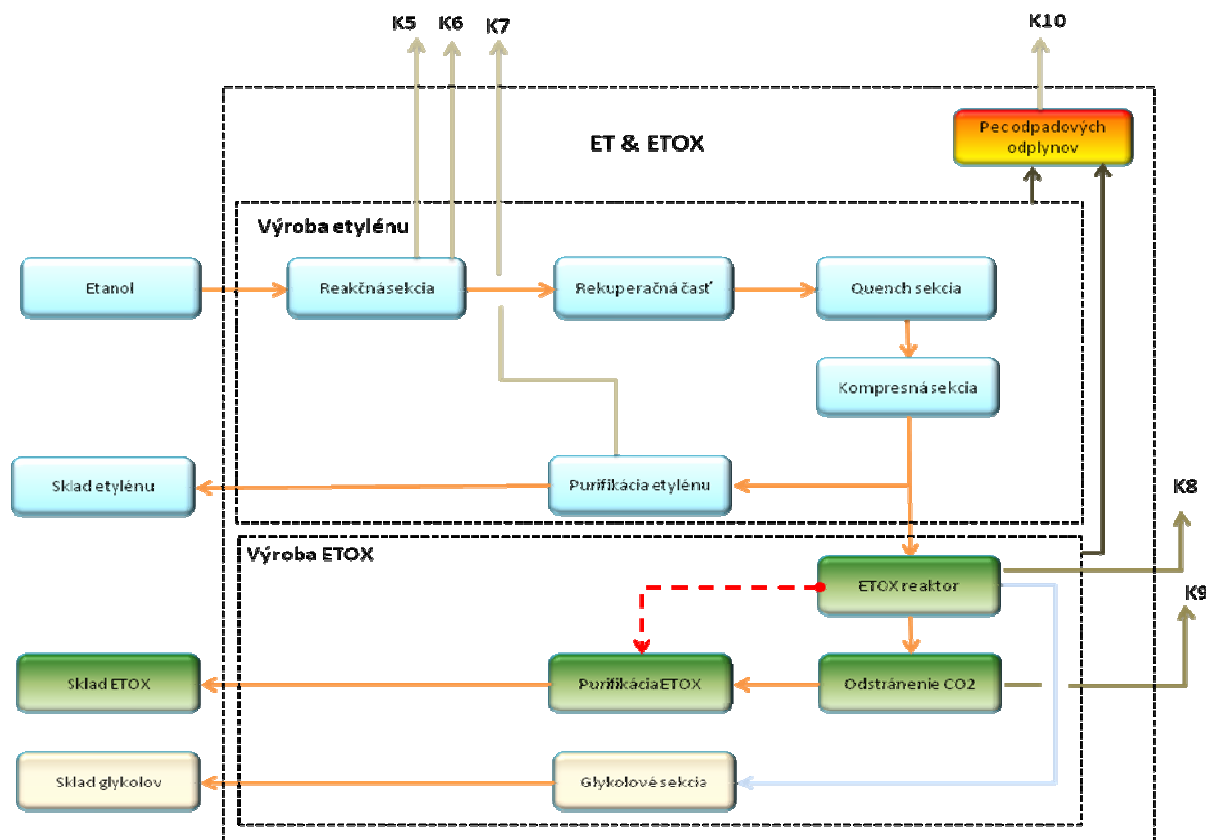 K5
K6
K7
K10
Pec odpadových
odplynov
ET & ETOX
Výroba etylénu
Etanol
Reakčná sekcia
Rekuperačná časť
Quench sekcia
Kompresná sekcia
Sklad etylénu
Purifikácia etylénu
K8
Výroba ETOX
ETOX reaktor
K9
Sklad ETOX
Purifikácia ETOX
Odstránenie CO2
Sklad glykolov
Glykolové sekcia